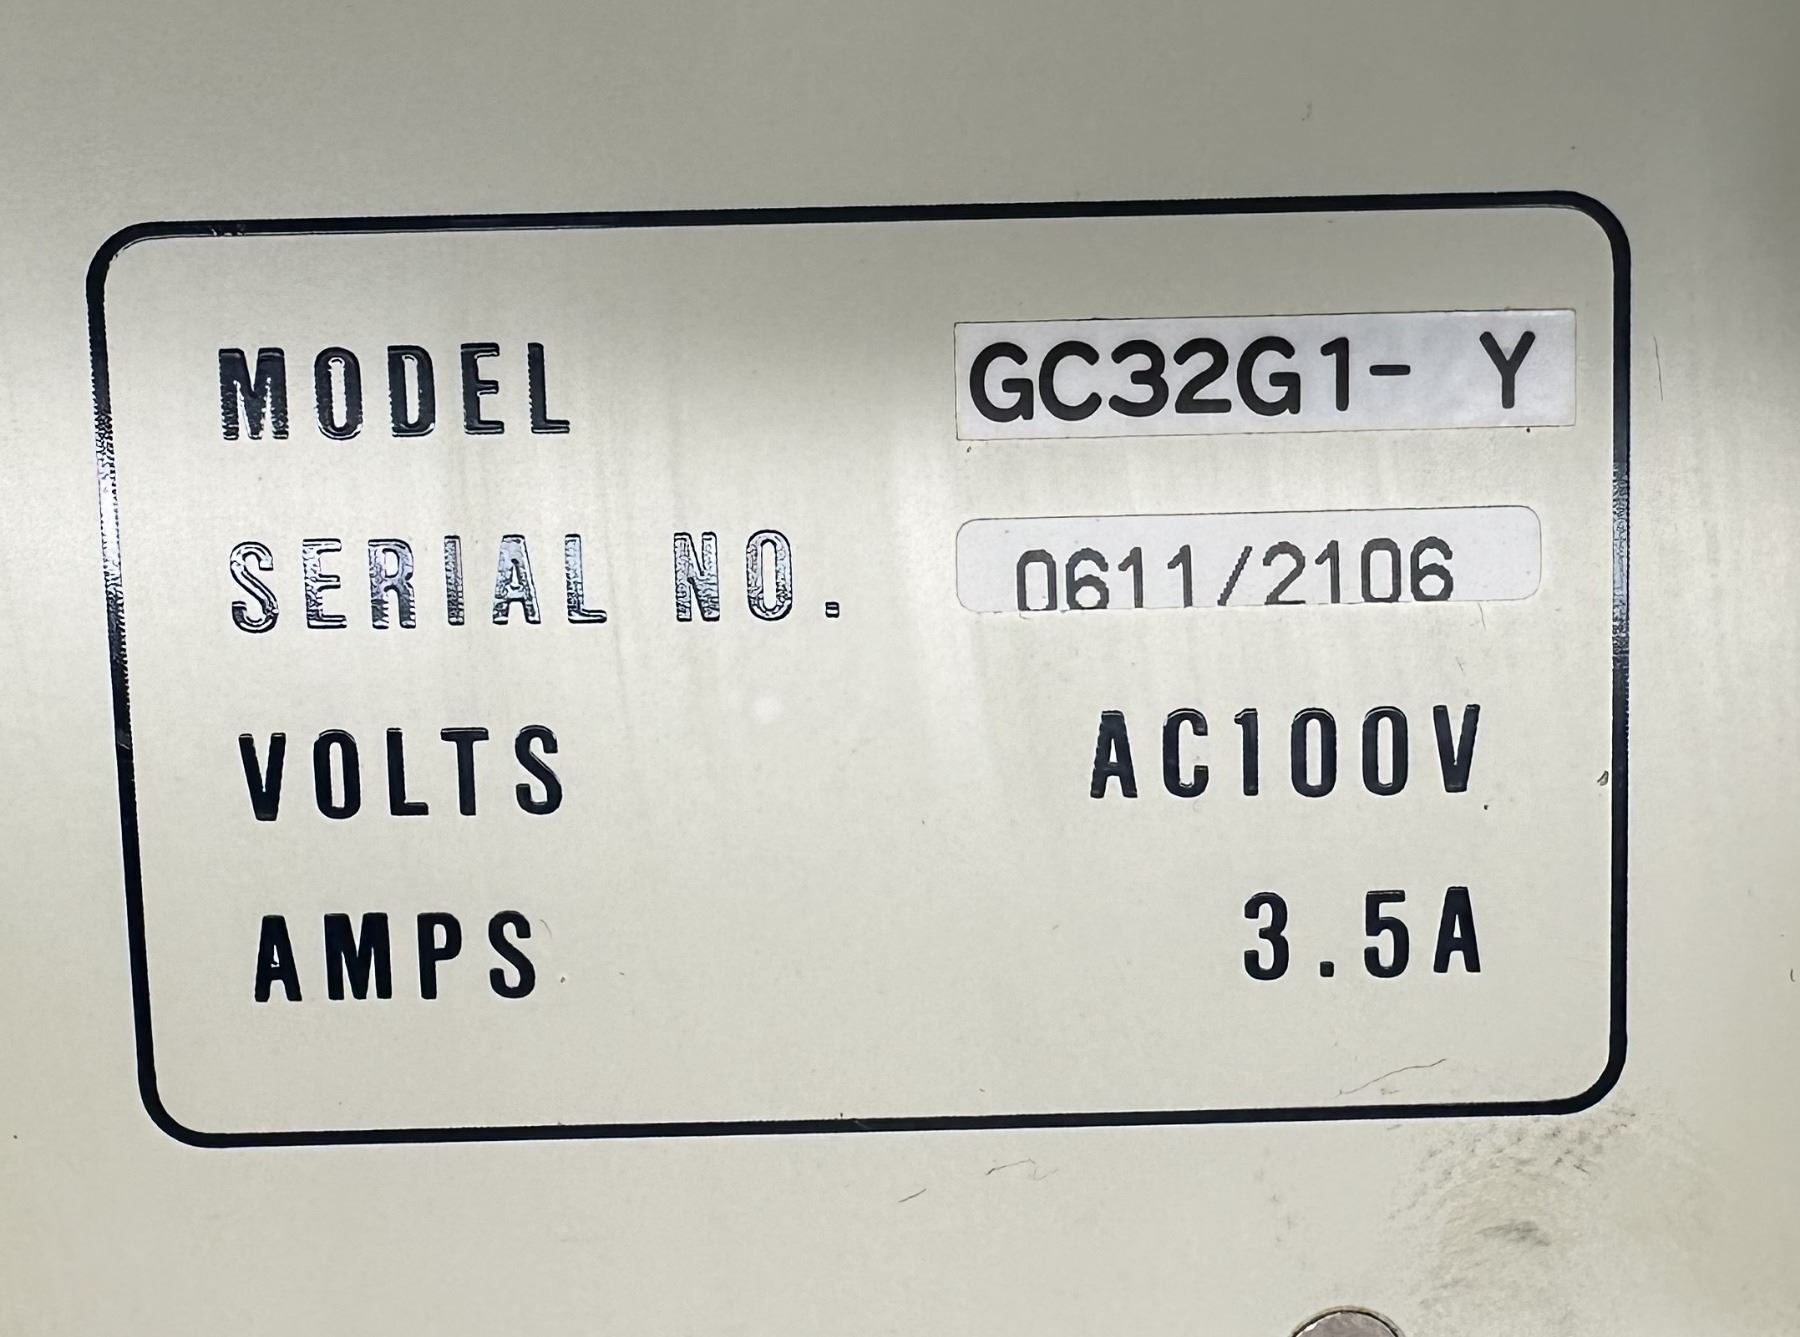 MODEL GC32G1- Y
SERIAL NO. 0611/2106
VOLTS AC100V
AMPS 3.5A